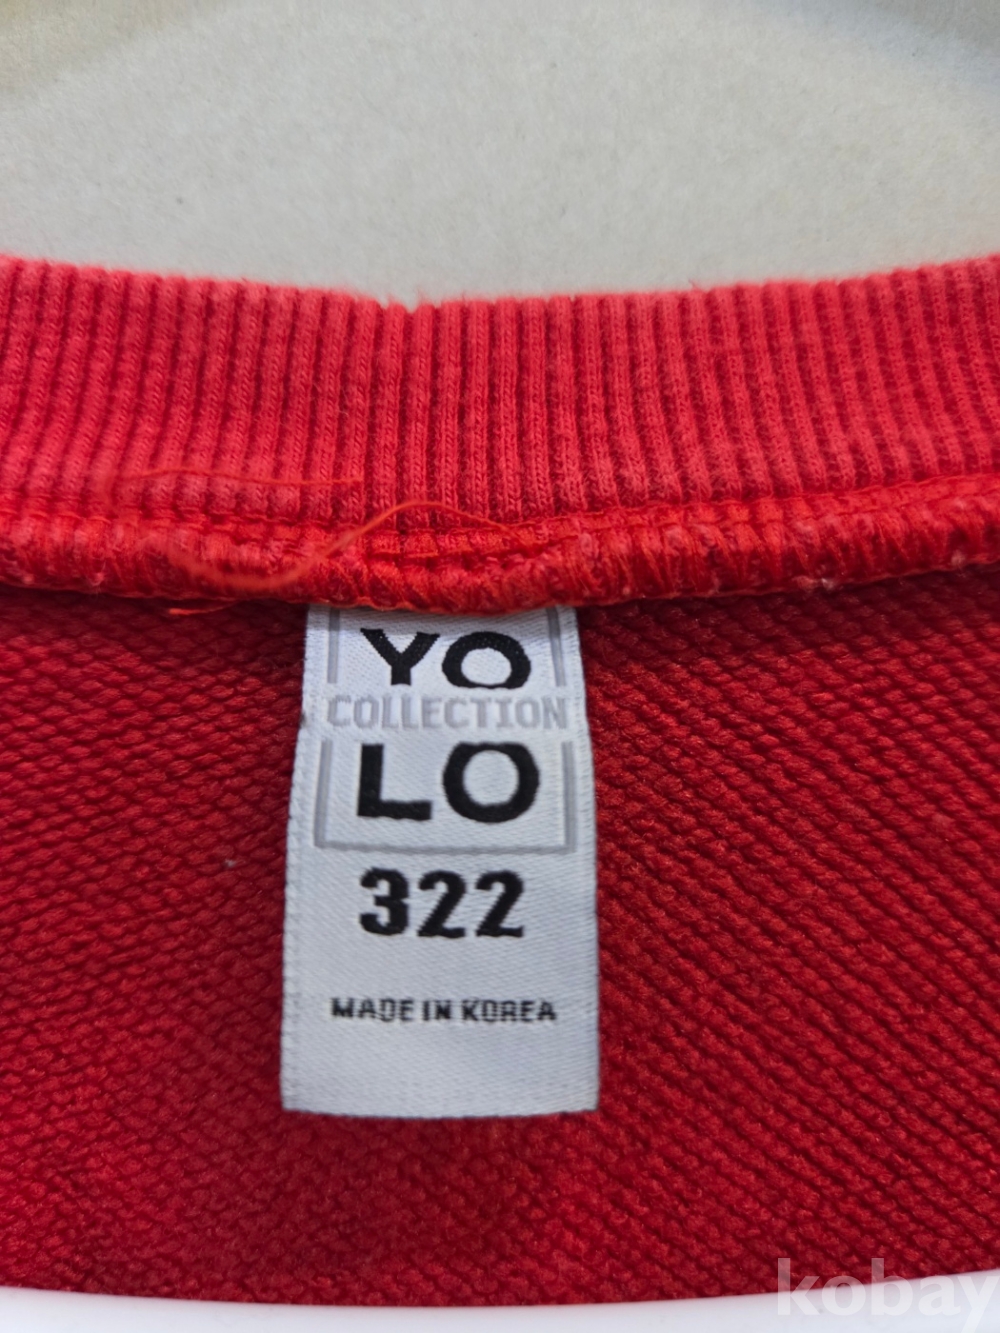 YO
COLLECTION
LO
322
MADE IN KOREA
kobay